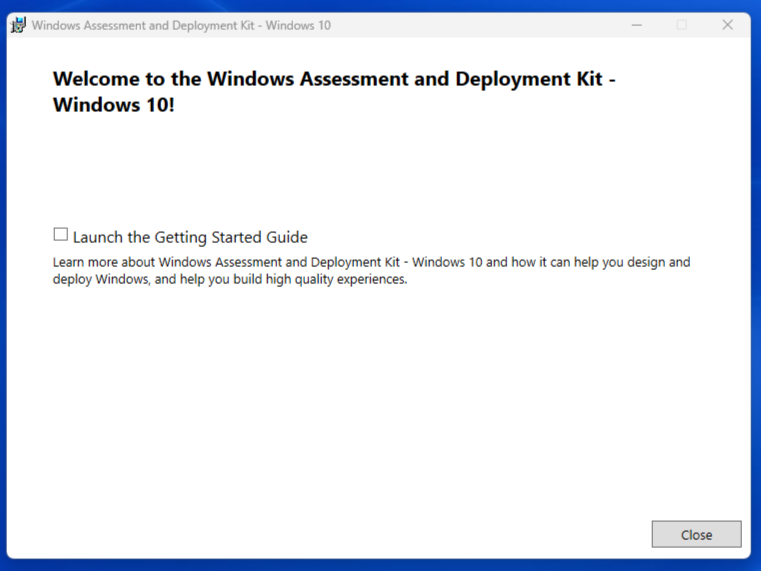 Windows Assessment and Deployment Kit - Windows 10
Welcome to the Windows Assessment and Deployment Kit -
Windows 10!
Launch the Getting Started Guide
Learn more about Windows Assessment and Deployment Kit - Windows 10 and how it can help you design and
deploy Windows, and help you build high quality experiences.
Close